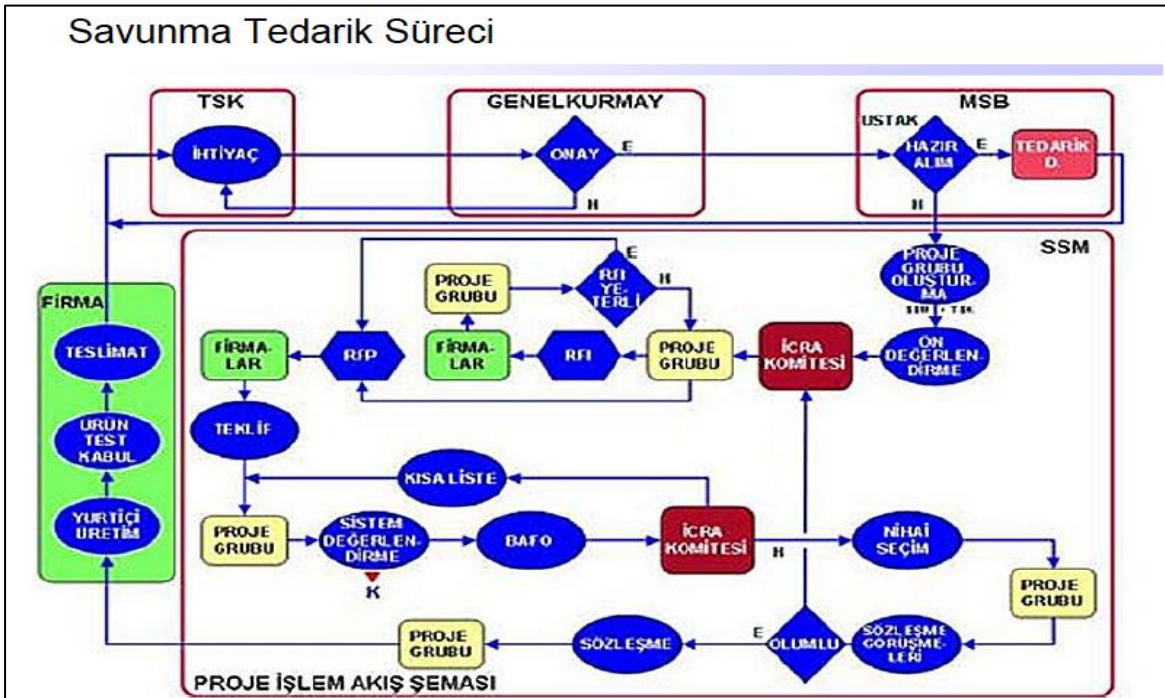 Savunma Tedarik Süreci
TSK
GENELKURMAY
MSB
İHTİYAÇ
ONAY
E
H
USTAK
HAZIR
ALIM
E
H
TEDARİK
D.
SSM
PROJE
GRUBU
OLUŞTUR-
MA
ÖN
DEĞERLEN-
DİRME
İCRA
KOMİTESİ
PROJE
GRUBU
RFI
FİRMA-
LAR
PROJE
GRUBU
RFI
YE-
TERLİ
E
H
RFP
FİRMA-
LAR
TEKLİF
KISA LİSTE
PROJE
GRUBU
SİSTEM
DEĞERLEN-
DİRME
K
BAFO
İCRA
KOMİTESİ
H
NİHAİ
SEÇİM
PROJE
GRUBU
SÖZLEŞME
GÖRÜŞME-
LERİ
OLUMLU
E
SÖZLEŞME
PROJE
GRUBU
FİRMA
TESLİMAT
ÜRÜN
TEST
KABUL
YURTİÇİ
ÜRETİM
PROJE İŞLEM AKIŞ ŞEMASI